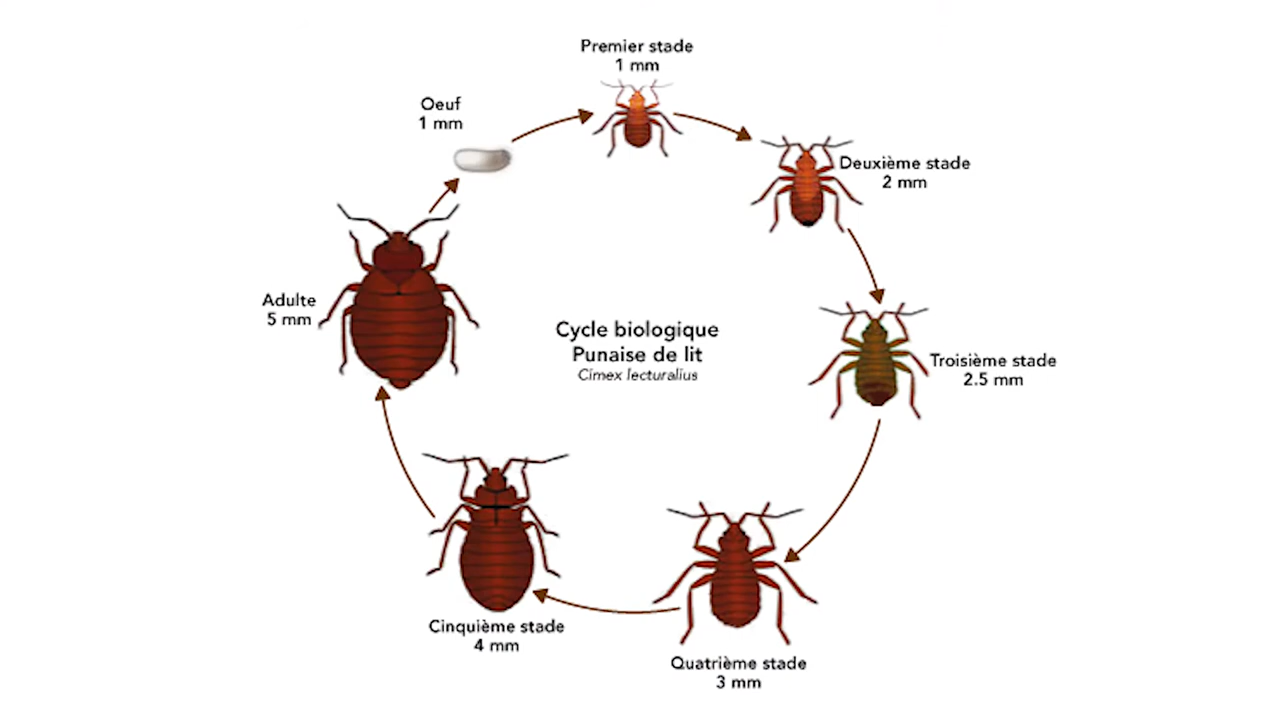 Premier stade
1 mm
Oeuf
1 mm
Deuxième stade
2 mm
Adulte
5 mm
Cycle biologique
Punaise de lit
Cimex lecturalius
Troisième stade
2.5 mm
Cinquième stade
4 mm
Quatrième stade
3 mm